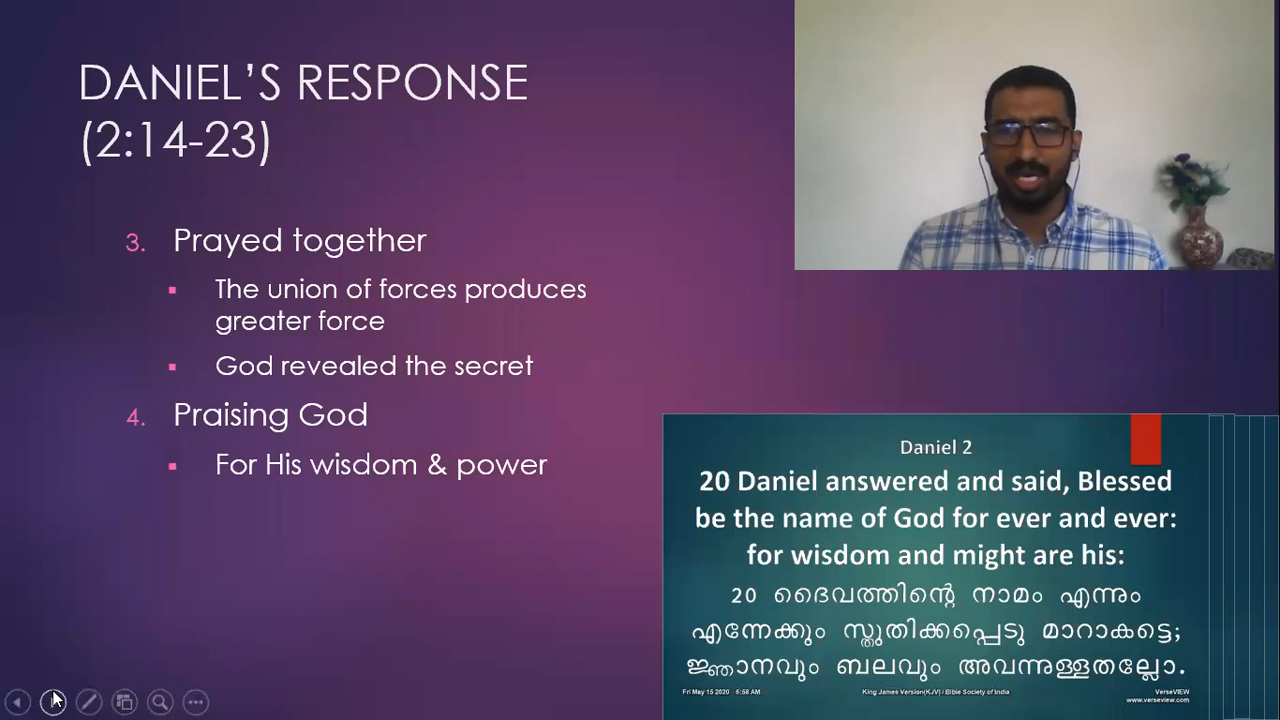 DANIEL'S RESPONSE
(2:14-23)
3. Prayed together
▪ The union of forces produces
greater force
▪ God revealed the secret
4. Praising God
▪ For His wisdom & power
Daniel 2
20 Daniel answered and said, Blessed
be the name of God for ever and ever:
for wisdom and might are his:
20 ദൈവത്തിന്റെ നാമം എന്നും
എന്നേക്കും സ്തുതിക്കപ്പെടു മാറാകട്ടെ;
ജ്ഞാനവും ബലവും അവന്നുള്ളതല്ലോ.
Fri May 15 2020 6:58 AM
King James Version(KJV) / Bible Society of India
VerseVIEW
www.verseview.com